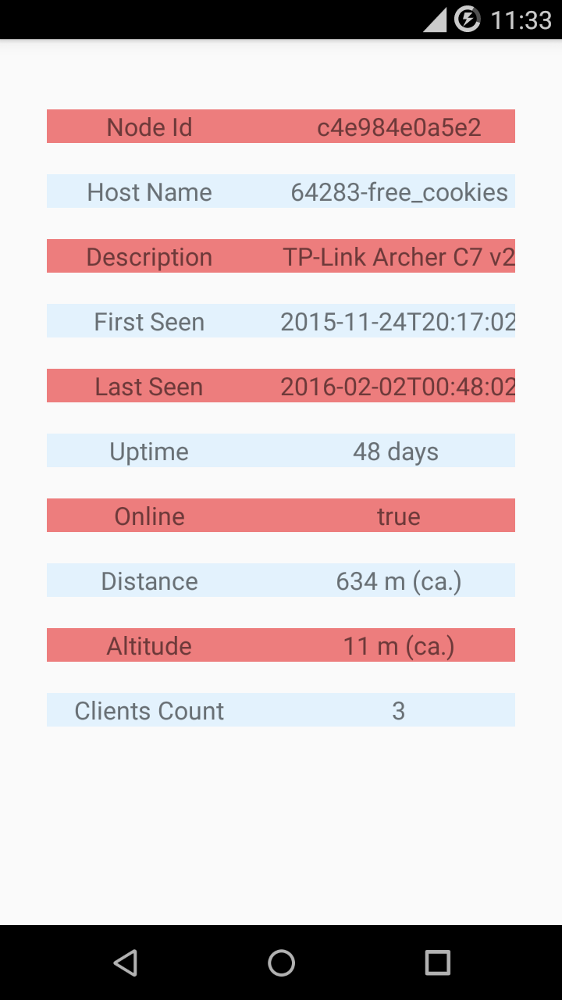 11:33
Node Id c4e984e0a5e2
Host Name 64283-free_cookies
Description TP-Link Archer C7 v2
First Seen 2015-11-24T20:17:02
Last Seen 2016-02-02T00:48:02
Uptime 48 days
Online true
Distance 634 m (ca.)
Altitude 11 m (ca.)
Clients Count 3